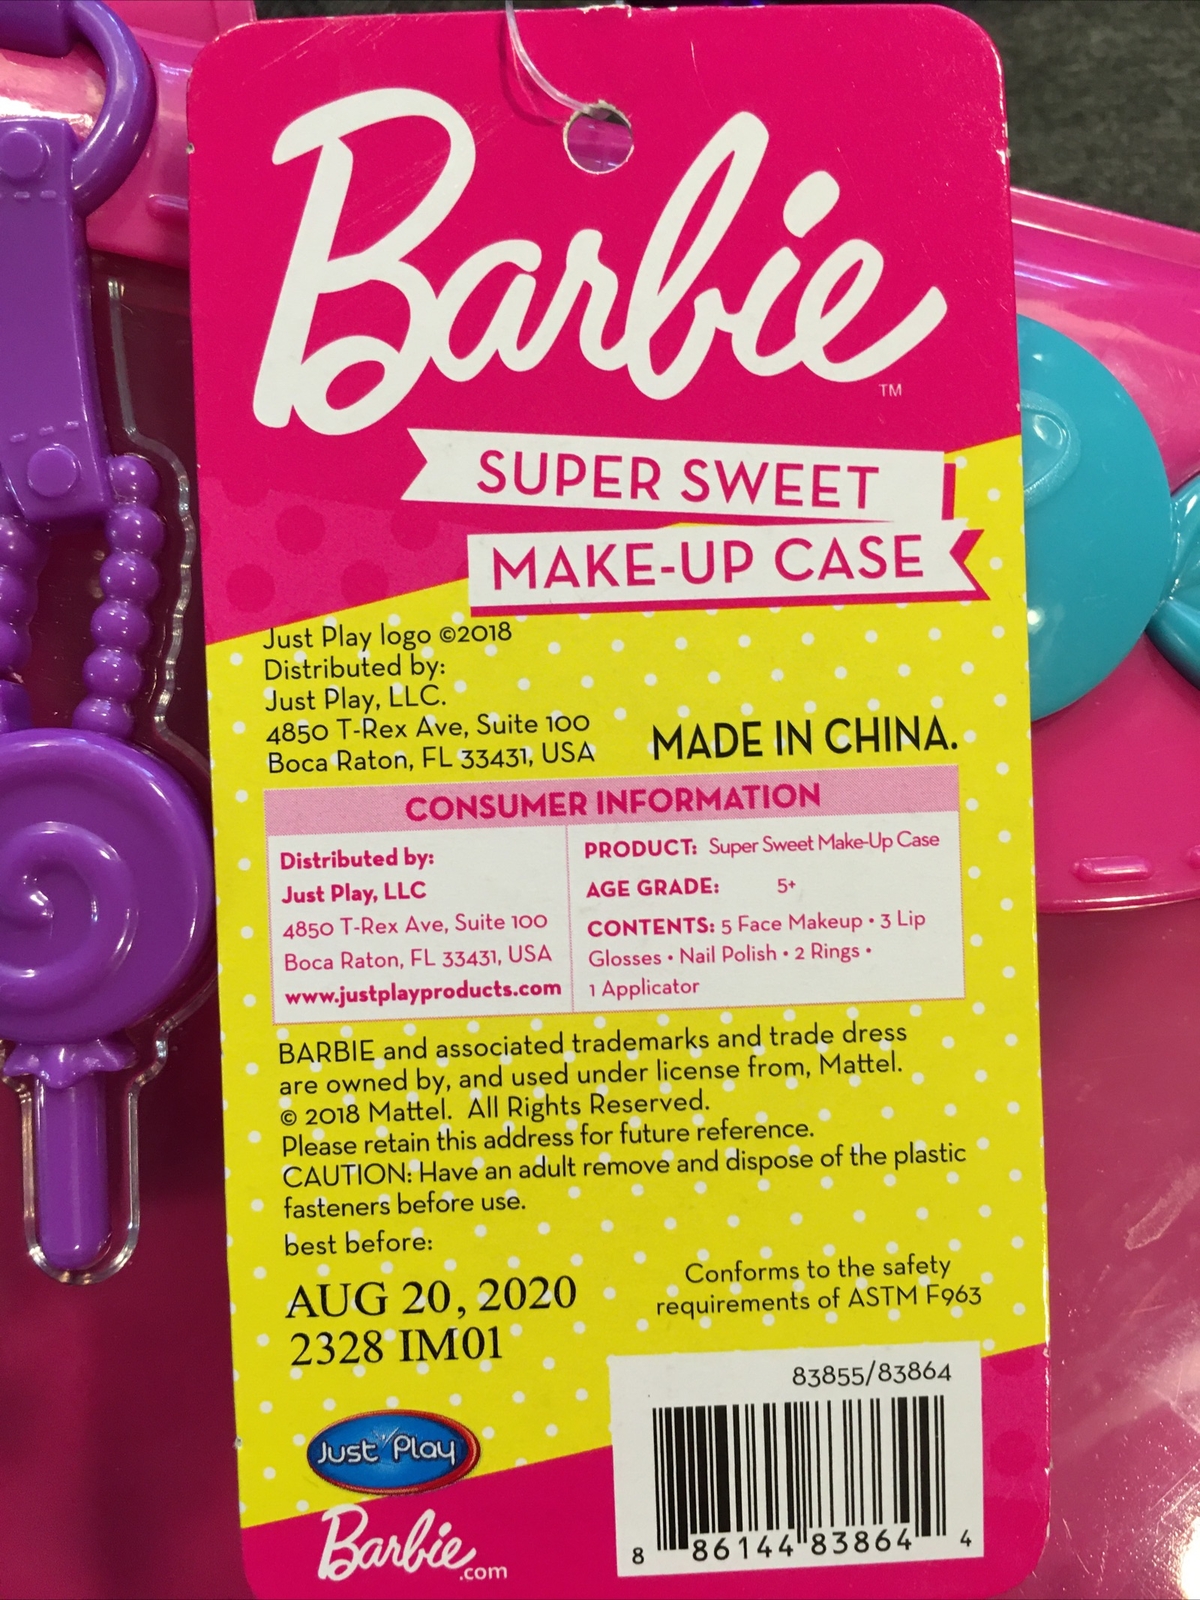 Barbie
TM
SUPER SWEET
MAKE-UP CASE
Just Play logo ©2018
Distributed by:
Just Play, LLC.
4850 T-Rex Ave, Suite 100
Boca Raton, FL 33431, USA
MADE IN CHINA.
CONSUMER INFORMATION
Distributed by:
Just Play, LLC
4850 T-Rex Ave, Suite 100
Boca Raton, FL 33431, USA
www.justplayproducts.com
PRODUCT: Super Sweet Make-Up Case
AGE GRADE: 5+
CONTENTS: 5 Face Makeup • 3 Lip
Glosses • Nail Polish • 2 Rings •
1 Applicator
BARBIE and associated trademarks and trade dress
are owned by, and used under license from, Mattel.
© 2018 Mattel. All Rights Reserved.
Please retain this address for future reference.
CAUTION: Have an adult remove and dispose of the plastic
fasteners before use.
best before:
AUG 20, 2020
2328 IM01
Conforms to the safety
requirements of ASTM F963
83855/83864
8 86144 83864 4
Just Play
Barbie.com